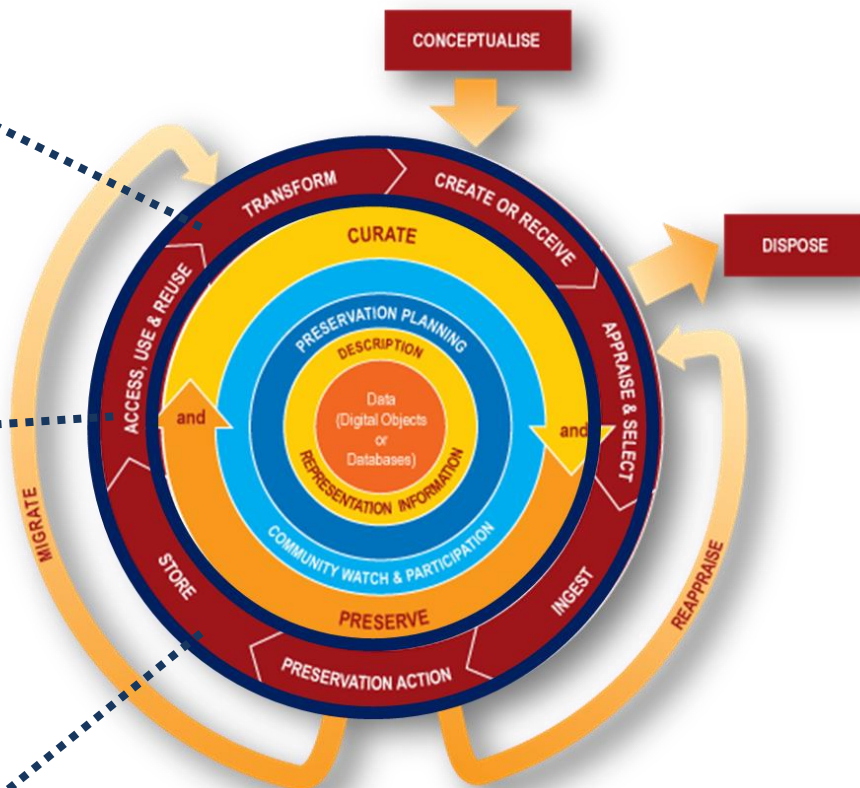 CONCEPTUALISE
TRANSFORM
CREATE OR RECEIVE
DISPOSE
CURATE
ACCESS, USE & REUSE
PRESERVATION PLANNING
DESCRIPTION
APPRAISE & SELECT
and
Data
(Digital Objects
or
Databases)
and
REPRESENTATION INFORMATION
MIGRATE
COMMUNITY WATCH & PARTICIPATION
STORE
INGEST
REAPPRAISE
PRESERVE
PRESERVATION ACTION